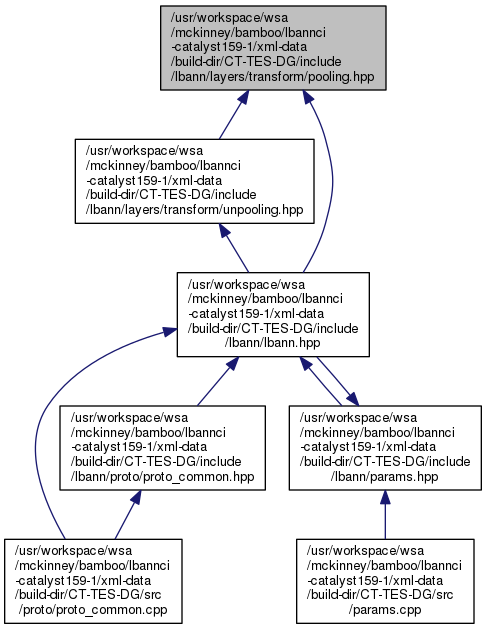 /usr/workspace/wsa
/mckinney/bamboo/lbannci
-catalyst159-1/xml-data
/build-dir/CT-TES-DG/include
/lbann/layers/transform/pooling.hpp
/usr/workspace/wsa
/mckinney/bamboo/lbannci
-catalyst159-1/xml-data
/build-dir/CT-TES-DG/include
/lbann/layers/transform/unpooling.hpp
/usr/workspace/wsa
/mckinney/bamboo/lbannci
-catalyst159-1/xml-data
/build-dir/CT-TES-DG/include
/lbann/lbann.hpp
/usr/workspace/wsa
/mckinney/bamboo/lbannci
-catalyst159-1/xml-data
/build-dir/CT-TES-DG/include
/lbann/proto/proto_common.hpp
/usr/workspace/wsa
/mckinney/bamboo/lbannci
-catalyst159-1/xml-data
/build-dir/CT-TES-DG/include
/lbann/params.hpp
/usr/workspace/wsa
/mckinney/bamboo/lbannci
-catalyst159-1/xml-data
/build-dir/CT-TES-DG/src
/proto/proto_common.cpp
/usr/workspace/wsa
/mckinney/bamboo/lbannci
-catalyst159-1/xml-data
/build-dir/CT-TES-DG/src
/params.cpp